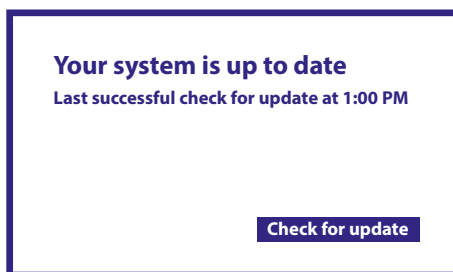 Your system is up to date
Last successful check for update at 1:00 PM
Check for update